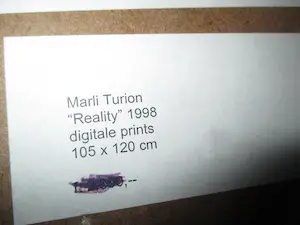 Marli Turion
“Reality” 1998
digitale prints
105 x 120 cm